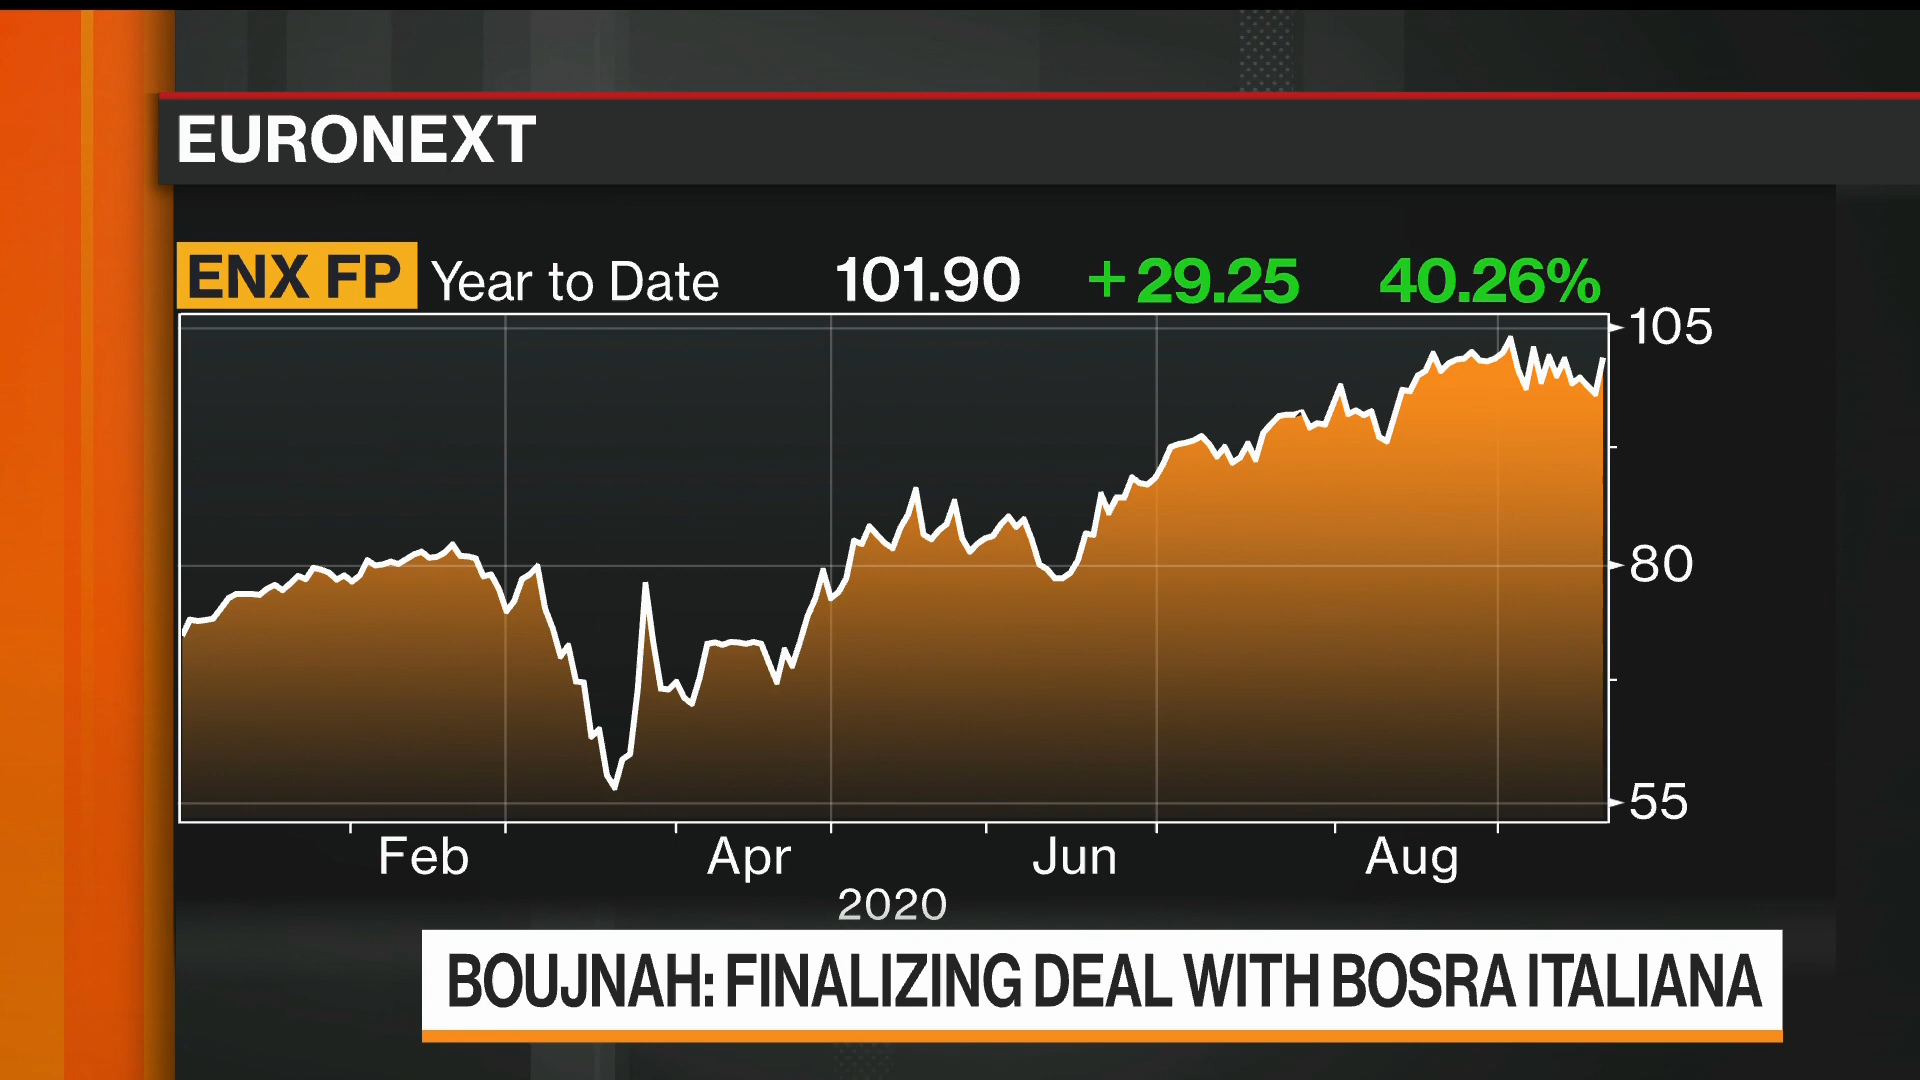 EURONEXT
ENX FP Year to Date 101.90 +29.25 40.26%
105
80
55
Feb Apr Jun Aug
2020
BOUJNAH: FINALIZING DEAL WITH BOSRA ITALIANA